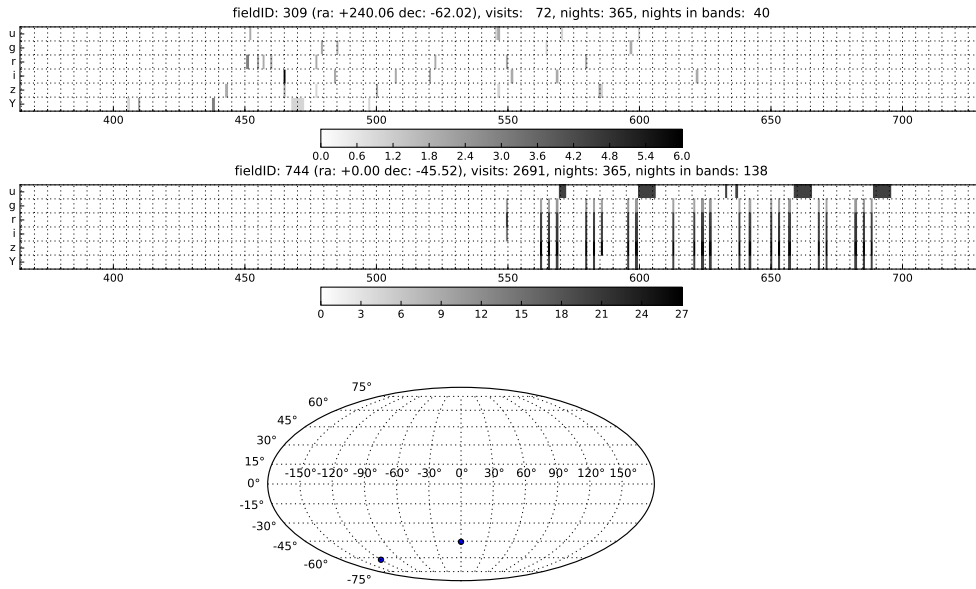 fieldID: 309 (ra: +240.06 dec: -62.02), visits:   72, nights: 365, nights in bands:  40
u
g
r
i
z
Y
400 450 500 550 600 650 700
0.0 0.6 1.2 1.8 2.4 3.0 3.6 4.2 4.8 5.4 6.0
fieldID: 744 (ra: +0.00 dec: -45.52), visits: 2691, nights: 365, nights in bands: 138
u
g
r
i
z
Y
400 450 500 550 600 650 700
0 3 6 9 12 15 18 21 24 27
75°
60°
45°
30°
15°
-150° -120° -90° -60° -30° 0° 30° 60° 90° 120° 150°
0°
-15°
-30°
-45°
-60°
-75°